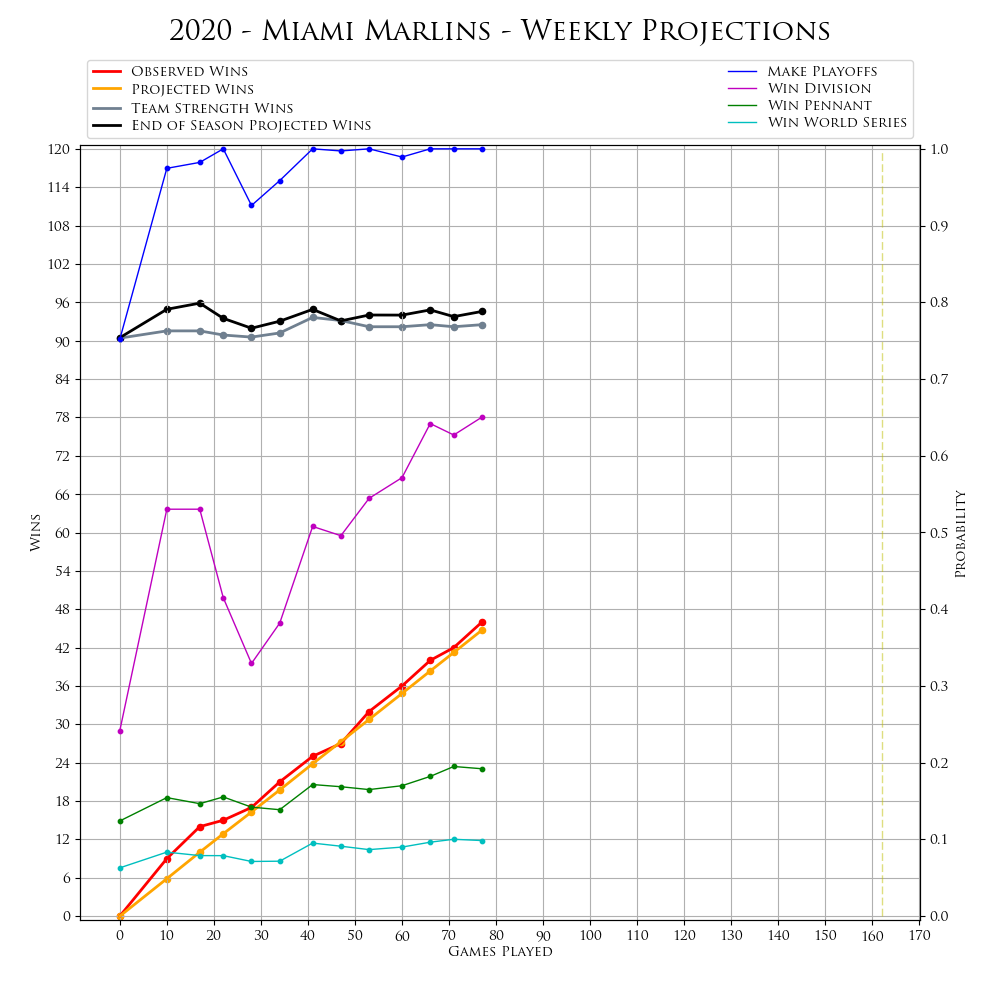 2020 - Miami Marlins - Weekly Projections
Observed Wins
Projected Wins
Team Strength Wins
End of Season Projected Wins
Make Playoffs
Win Division
Win Pennant
Win World Series
120
114
108
102
96
90
84
78
72
66
60
54
48
42
36
30
24
18
12
6
0
Wins
1.0
0.9
0.8
0.7
0.6
0.5
0.4
0.3
0.2
0.1
0.0
Probability
0 10 20 30 40 50 60 70 80 90 100 110 120 130 140 150 160 170
Games Played